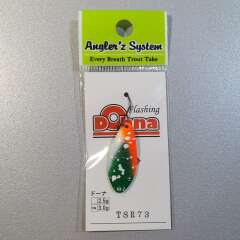 Angler'z System
Every Breath Trout Take
Flashing
Dohna
ドーナ
2.5g
3.0g
TSR73